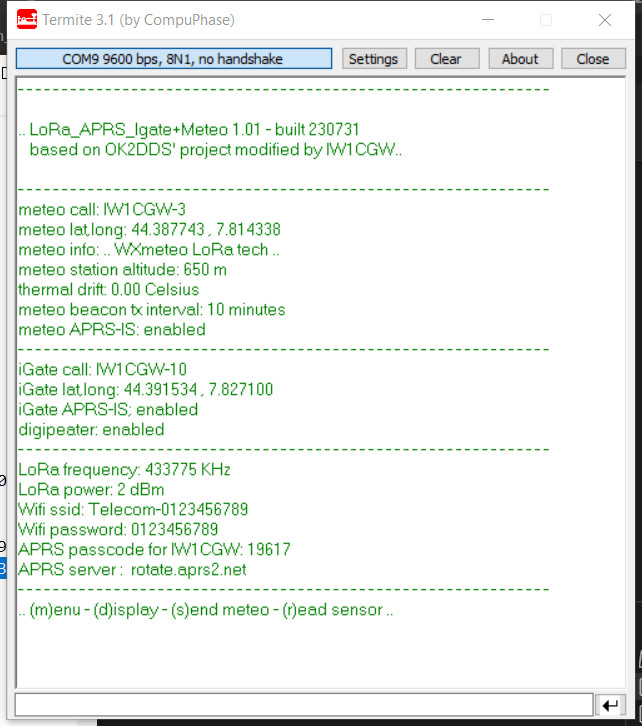 Termite 3.1 (by CompuPhase)
COM9 9600 bps, 8N1, no handshake
Settings
Clear
About
Close
------------------------------------------------------------
.. LoRa_APRS_Igate+Meteo 1.01 - built 230731
based on OK2DDS' project modified by IW1CGW..
------------------------------------------------------------
meteo call: IW1CGW-3
meteo lat,long: 44.387743 , 7.814338
meteo info: .. WXmeteo LoRa tech ..
meteo station altitude: 650 m
thermal drift: 0.00 Celsius
meteo beacon tx interval: 10 minutes
meteo APRS-IS: enabled
------------------------------------------------------------
iGate call: IW1CGW-10
iGate lat,long: 44.391534 , 7.827100
iGate APRS-IS; enabled
digipeater: enabled
------------------------------------------------------------
LoRa frequency: 433775 KHz
LoRa power: 2 dBm
Wifi ssid: Telecom-0123456789
Wifi password: 0123456789
APRS passcode for IW1CGW: 19617
APRS server : rotate.aprs2.net
------------------------------------------------------------
.. (m)enu - (d)isplay - (s)end meteo - (r)ead sensor ..